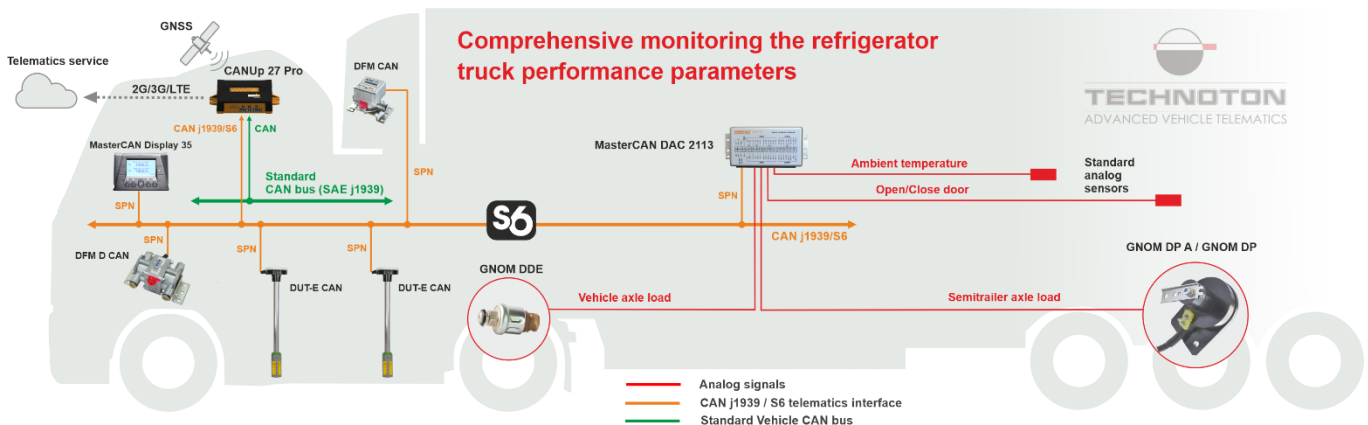 GNSS
Comprehensive monitoring the refrigerator
truck performance parameters
Telematics service
CANUp 27 Pro
DFM CAN
2G/3G/LTE
TECHNOTON
ADVANCED VEHICLE TELEMATICS
CAN j1939/S6
CAN
MasterCAN Display 35
MasterCAN DAC 2113
Ambient temperature
Standard
analog
sensors
Open/Close door
Standard
CAN bus (SAE j1939)
SPN
SPN
SPN
S6
CAN j1939/S6
SPN
SPN
SPN
DFM D CAN
DUT-E CAN
DUT-E CAN
GNOM DDE
GNOM DP A / GNOM DP
Vehicle axle load
Semitrailer axle load
Analog signals
CAN j1939 / S6 telematics interface
Standard Vehicle CAN bus